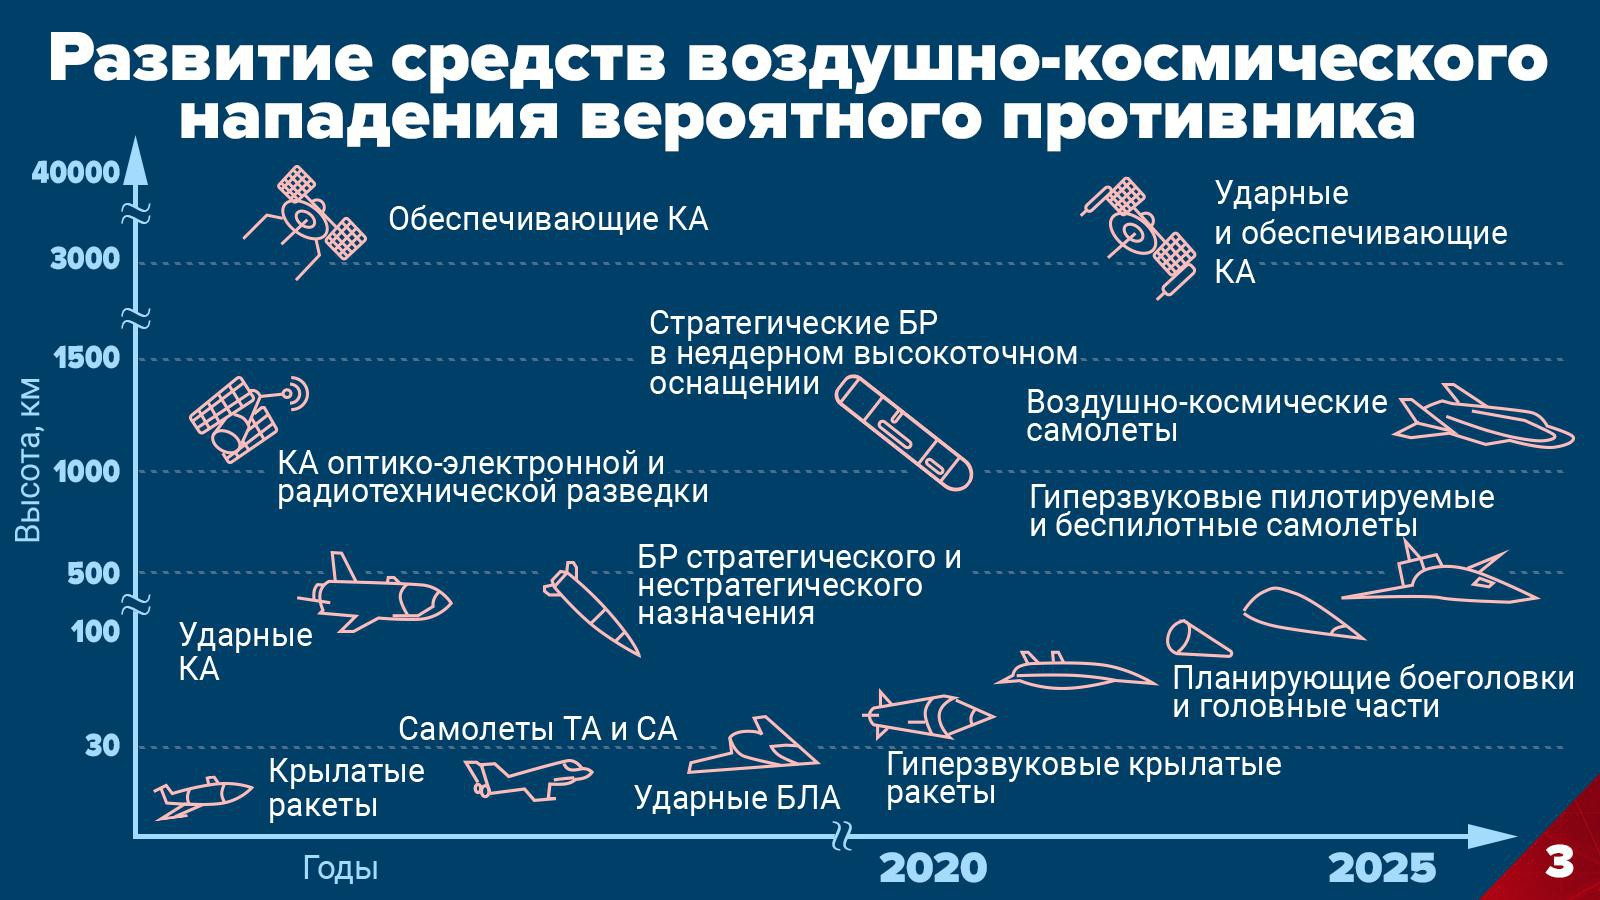 Развитие средств воздушно-космического
нападения вероятного противника
40000
3000
1500
1000
500
100
30
Высота, км
Обеспечивающие КА
Ударные
и обеспечивающие
КА
Стратегические БР
в неядерном высокоточном
оснащении
Воздушно-космические
самолеты
КА оптико-электронной и
радиотехнической разведки
Гиперзвуковые пилотируемые
и беспилотные самолеты
БР стратегического и
нестратегического
назначения
Ударные
КА
Планирующие боеголовки
и головные части
Самолеты ТА и СА
Крылатые
ракеты
Ударные БЛА
Гиперзвуковые крылатые
ракеты
Годы
2020
2025
3